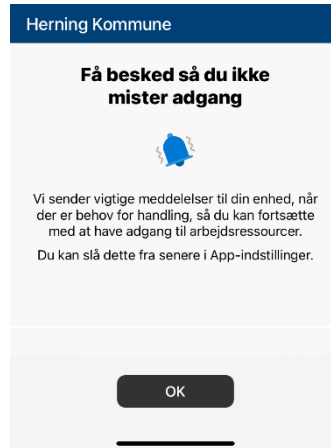 Herning Kommune
Få besked så du ikke
mister adgang
Vi sender vigtige meddelelser til din enhed, når
der er behov for handling, så du kan fortsætte
med at have adgang til arbejdsressourcer.
Du kan slå dette fra senere i App-indstillinger.
OK